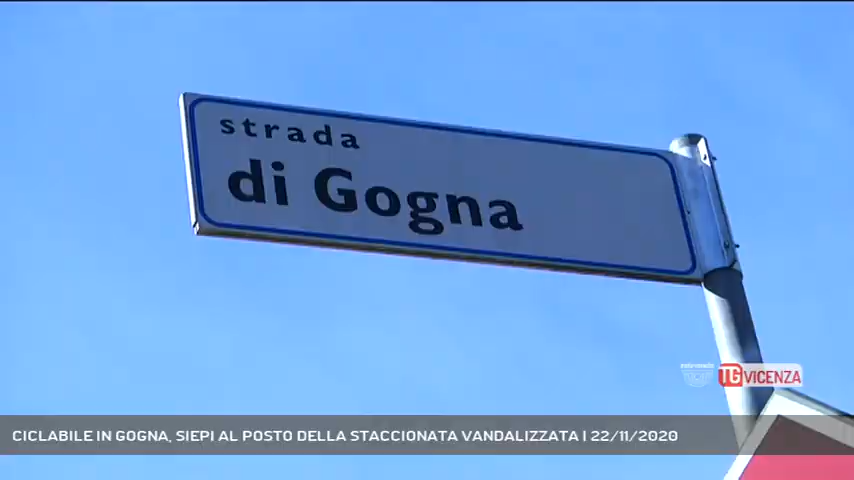 strada
di Gogna
TG VICENZA
CICLABILE IN GOGNA, SIEPI AL POSTO DELLA STACCIONATA VANDALIZZATA | 22/11/2020